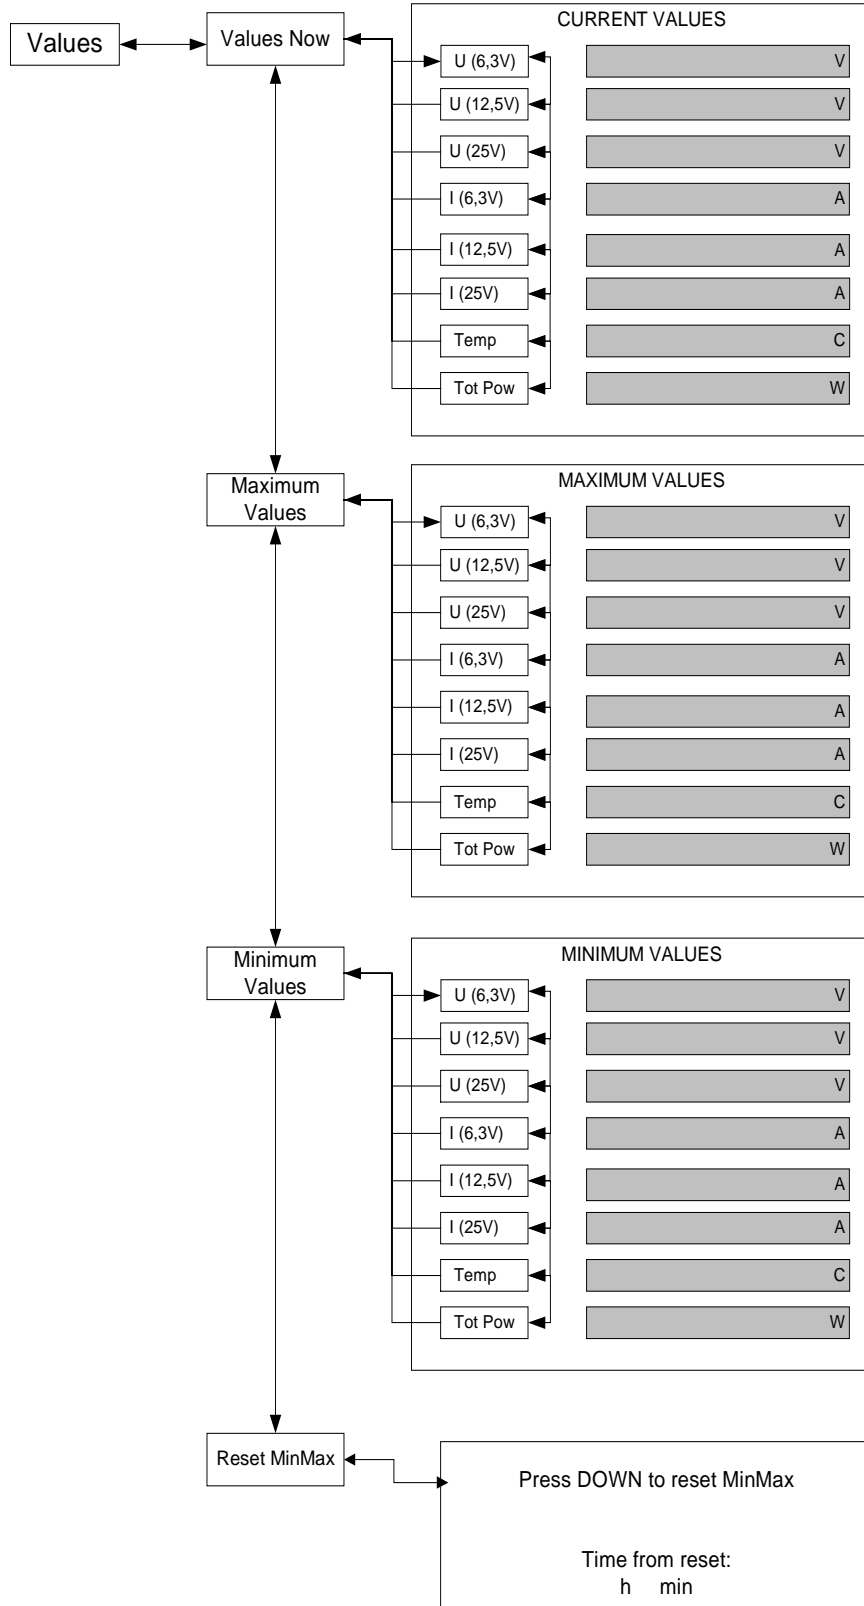 Values
Values Now
CURRENT VALUES
U (6,3V) V
U (12,5V) V
U (25V) V
I (6,3V) A
I (12,5V) A
I (25V) A
Temp C
Tot Pow W
Maximum
Values
MAXIMUM VALUES
U (6,3V) V
U (12,5V) V
U (25V) V
I (6,3V) A
I (12,5V) A
I (25V) A
Temp C
Tot Pow W
Minimum
Values
MINIMUM VALUES
U (6,3V) V
U (12,5V) V
U (25V) V
I (6,3V) A
I (12,5V) A
I (25V) A
Temp C
Tot Pow W
Reset MinMax
Press DOWN to reset MinMax
Time from reset:
h min